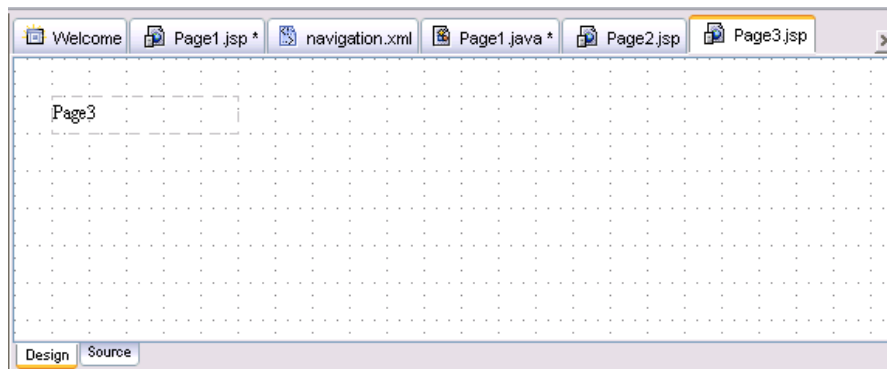 Welcome Page1.jsp * navigation.xml Page1.java * Page2.jsp Page3.jsp
Page3
Design Source